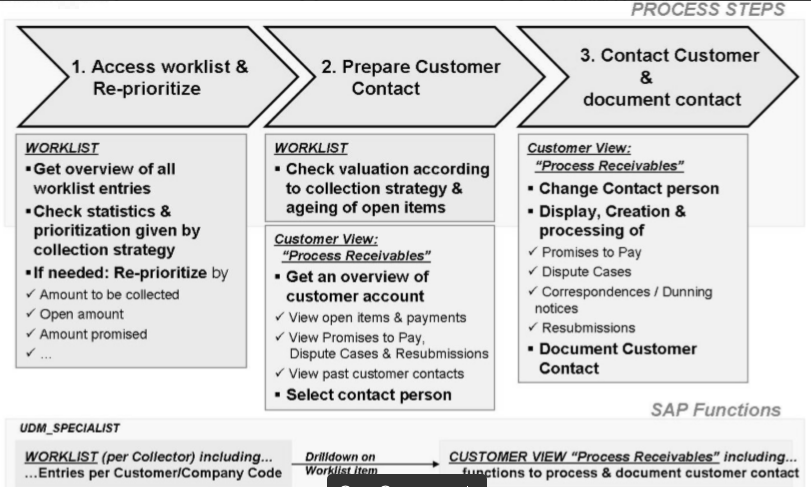 PROCESS STEPS
1. Access worklist &
Re-prioritize
2. Prepare Customer
Contact
3. Contact Customer
&
document contact
WORKLIST
▪Get overview of all
worklist entries
▪Check statistics &
prioritization given by
collection strategy
▪If needed: Re-prioritize by
✓ Amount to be collected
✓ Open amount
✓ Amount promised
✓ ...
WORKLIST
▪ Check valuation according
to collection strategy &
ageing of open items
Customer View:
“Process Receivables”
▪ Get an overview of
customer account
✓ View open items & payments
✓ View Promises to Pay,
Dispute Cases & Resubmissions
✓ View past customer contacts
▪ Select contact person
Customer View:
“Process Receivables”
▪ Change Contact person
▪ Display, Creation &
processing of
✓ Promises to Pay
✓ Dispute Cases
✓ Correspondences / Dunning
notices
✓ Resubmissions
▪ Document Customer
Contact
SAP Functions
UDM_SPECIALIST
WORKLIST (per Collector) including...
...Entries per Customer/Company Code
Drilldown on
Worklist item
CUSTOMER VIEW “Process Receivables” including...
functions to process & document customer contact